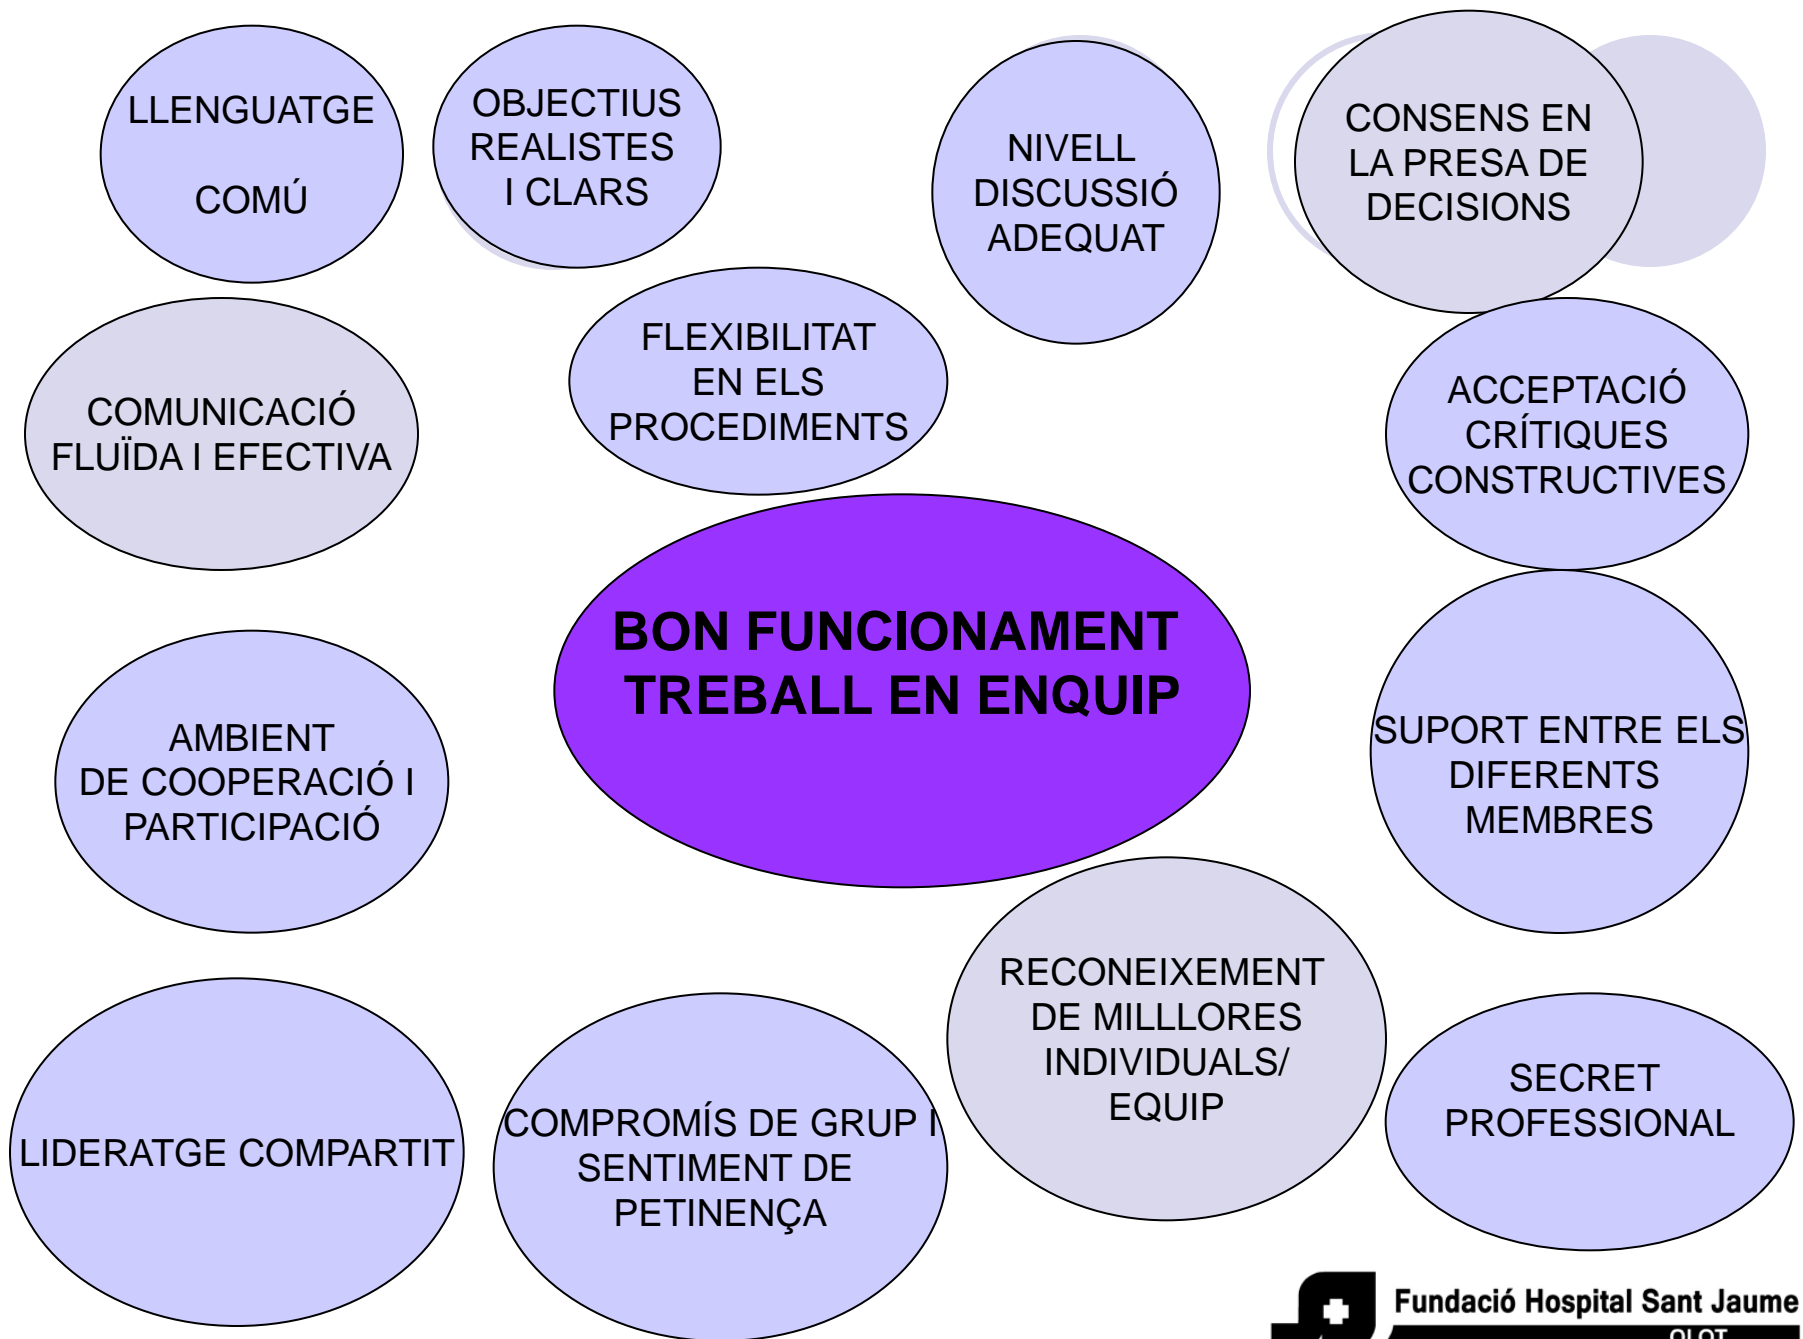 LLENGUATGE
COMÚ
OBJECTIUS
REALISTES
I CLARS
NIVELL
DISCUSSIÓ
ADEQUAT
CONSENS EN
LA PRESA DE
DECISIONS
COMUNICACIÓ
FLUÏDA I EFECTIVA
FLEXIBILITAT
EN ELS
PROCEDIMENTS
ACCEPTACIÓ
CRÍTIQUES
CONSTRUCTIVES
BON FUNCIONAMENT
TREBALL EN ENQUIP
AMBIENT
DE COOPERACIÓ I
PARTICIPACIÓ
SUPORT ENTRE ELS
DIFERENTS
MEMBRES
LIDERATGE COMPARTIT
COMPROMÍS DE GRUP I
SENTIMENT DE
PETINENÇA
RECONEIXEMENT
DE MILLLORES
INDIVIDUALS/
EQUIP
SECRET
PROFESSIONAL
Fundació Hospital Sant Jaume
OLOT